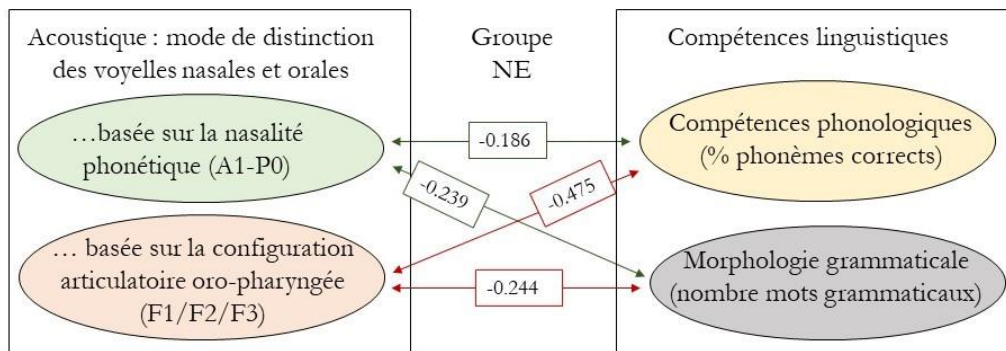 Acoustique : mode de distinction
des voyelles nasales et orales
…basée sur la nasalité
phonétique (A1-P0)
… basée sur la configuration
articulatoire oro-pharyngée
(F1/F2/F3)
Groupe
NE
-0.186
-0.239
-0.475
-0.244
Compétences linguistiques
Compétences phonologiques
(% phonèmes corrects)
Morphologie grammaticale
(nombre mots grammaticaux)